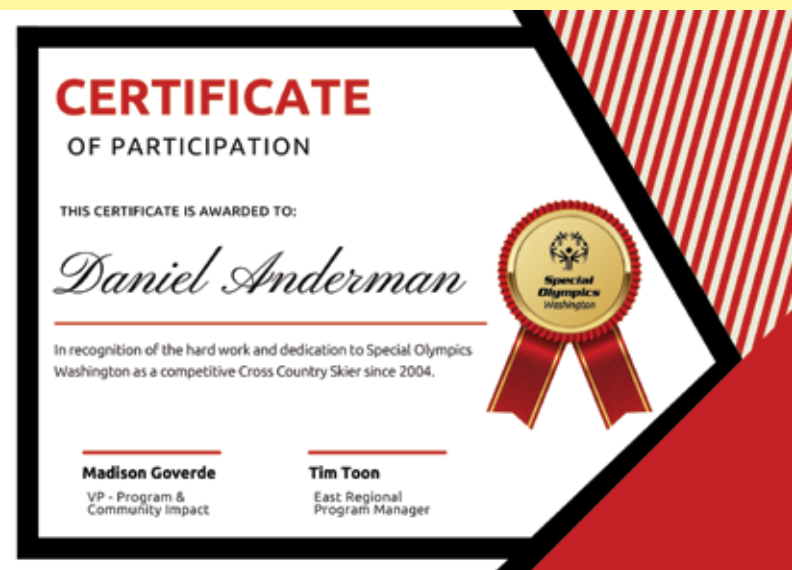 CERTIFICATE
OF PARTICIPATION
THIS CERTIFICATE IS AWARDED TO:
Daniel Anderman
Special
Olympics
Washington
In recognition of the hard work and dedication to Special Olympics
Washington as a competitive Cross Country Skier since 2004.
Madison Goverde
VP - Program &
Community Impact
Tim Toon
East Regional
Program Manager